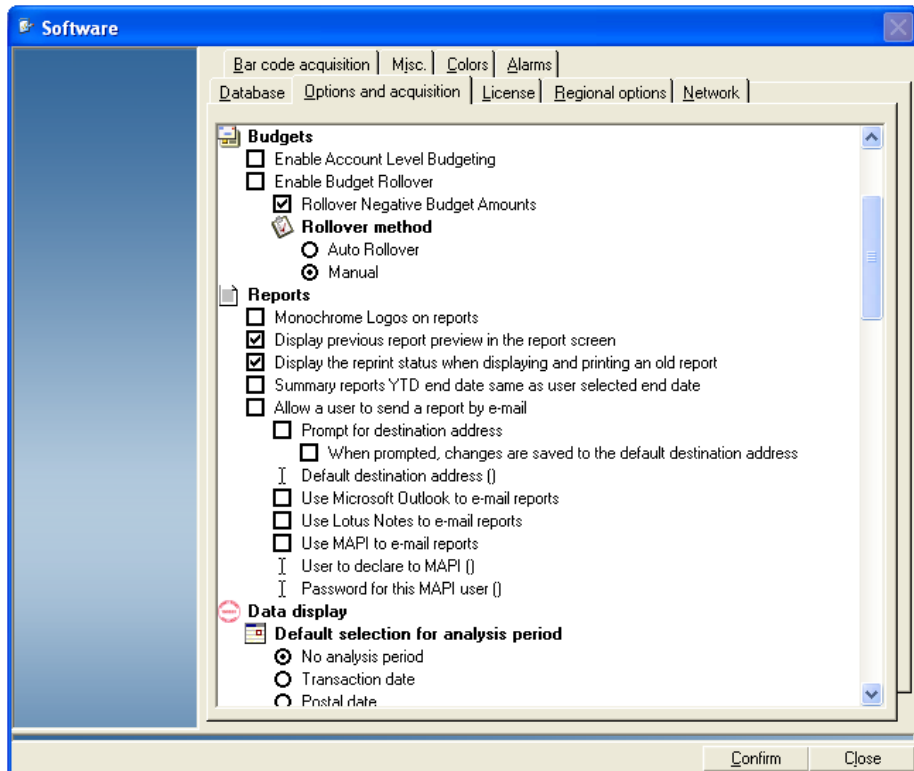 Software
Bar code acquisition Misc. Colors Alarms
Database Options and acquisition License Regional options Network
Budgets
Enable Account Level Budgeting
Enable Budget Rollover
Rollover Negative Budget Amounts
Rollover method
Auto Rollover
Manual
Reports
Monochrome Logos on reports
Display previous report preview in the report screen
Display the reprint status when displaying and printing an old report
Summary reports YTD end date same as user selected end date
Allow a user to send a report by e-mail
Prompt for destination address
When prompted, changes are saved to the default destination address
Default destination address ()
Use Microsoft Outlook to e-mail reports
Use Lotus Notes to e-mail reports
Use MAPI to e-mail reports
User to declare to MAPI ()
Password for this MAPI user ()
Data display
Default selection for analysis period
No analysis period
Transaction date
Postal date
Confirm Close